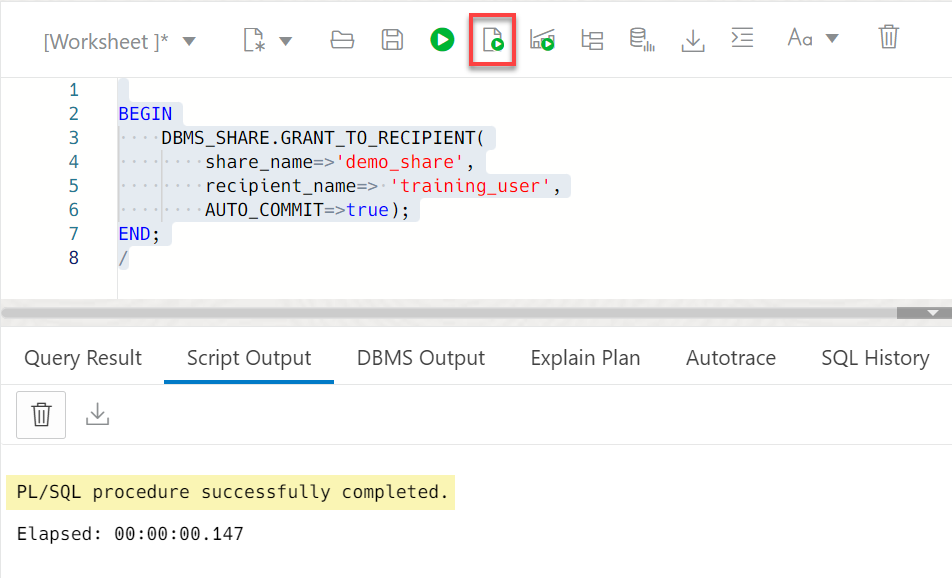 [Worksheet ]*
Aa
1
2 BEGIN
3     DBMS_SHARE.GRANT_TO_RECIPIENT(
4         share_name=>'demo_share',
5         recipient_name=> 'training_user',
6         AUTO_COMMIT=>true);
7 END;
8 /
Query Result Script Output DBMS Output Explain Plan Autotrace SQL History
PL/SQL procedure successfully completed.
Elapsed: 00:00:00.147